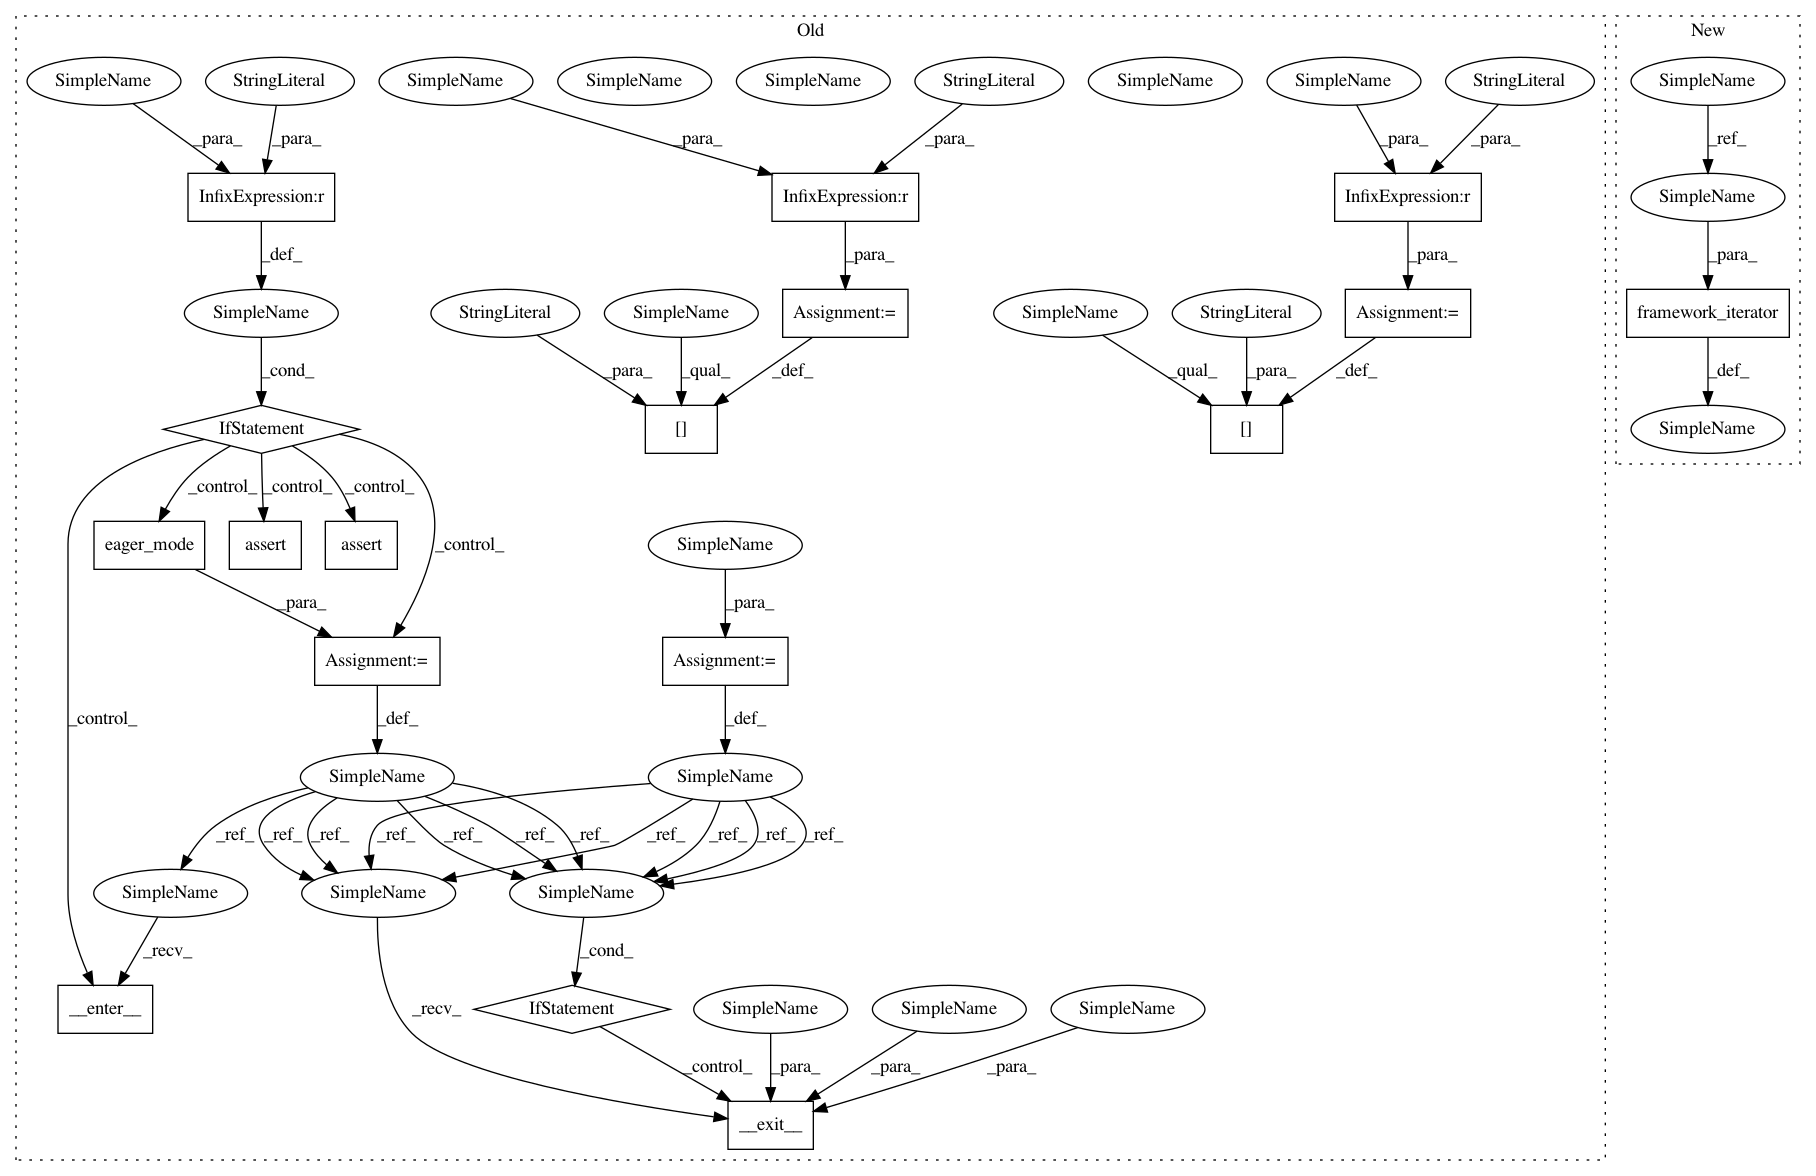 Old
New
SimpleName
StringLiteral
SimpleName
SimpleName
SimpleName
StringLiteral
SimpleName
SimpleName
StringLiteral
SimpleName
_para_
_para_
_para_
_para_
_para_
_para_
_ref_
InfixExpression:r
InfixExpression:r
InfixExpression:r
SimpleName
_def_
_para_
_para_
_para_
SimpleName
StringLiteral
SimpleName
Assignment:=
SimpleName
StringLiteral
Assignment:=
framework_iterator
_cond_
_para_
_qual_
_def_
_qual_
_para_
_def_
_def_
IfStatement
[]
[]
SimpleName
_control_
_control_
_control_
eager_mode
assert
assert
_control_
SimpleName
_para_
_para_
Assignment:=
Assignment:=
_control_
_def_
_def_
SimpleName
SimpleName
_ref_
_ref_
_ref_
_ref_
_ref_
_ref_
_ref_
_ref_
_ref_
_ref_
_ref_
SimpleName
SimpleName
SimpleName
_recv_
_cond_
__enter__
_recv_
IfStatement
SimpleName
SimpleName
SimpleName
_control_
_para_
_para_
_para_
__exit__